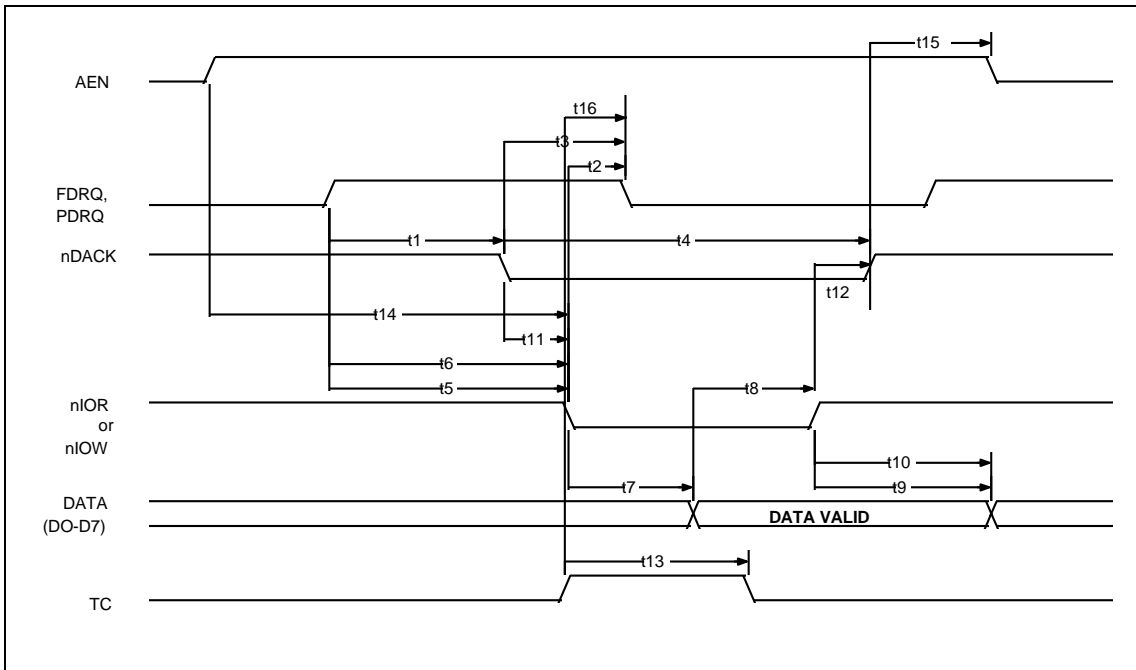 t15
AEN
t16
t3
t2
FDRQ,
PDRQ
t1
t4
nDACK
t12
t14
t11
t6
t5
t8
nIOR
or
nIOW
t10
t7
t9
DATA
(DO-D7)
DATA VALID
t13
TC